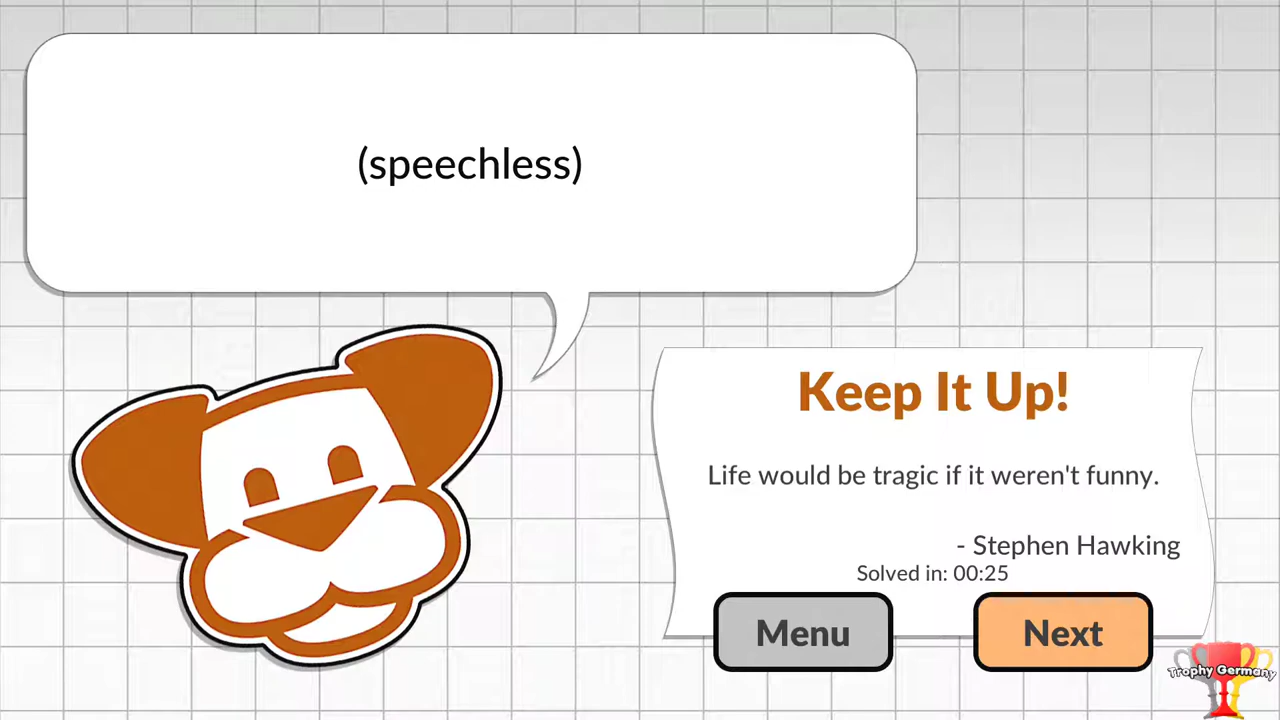 (speechless)
Keep It Up!
Life would be tragic if it weren't funny.
- Stephen Hawking
Solved in: 00:25
Menu
Next
Trophy Germany